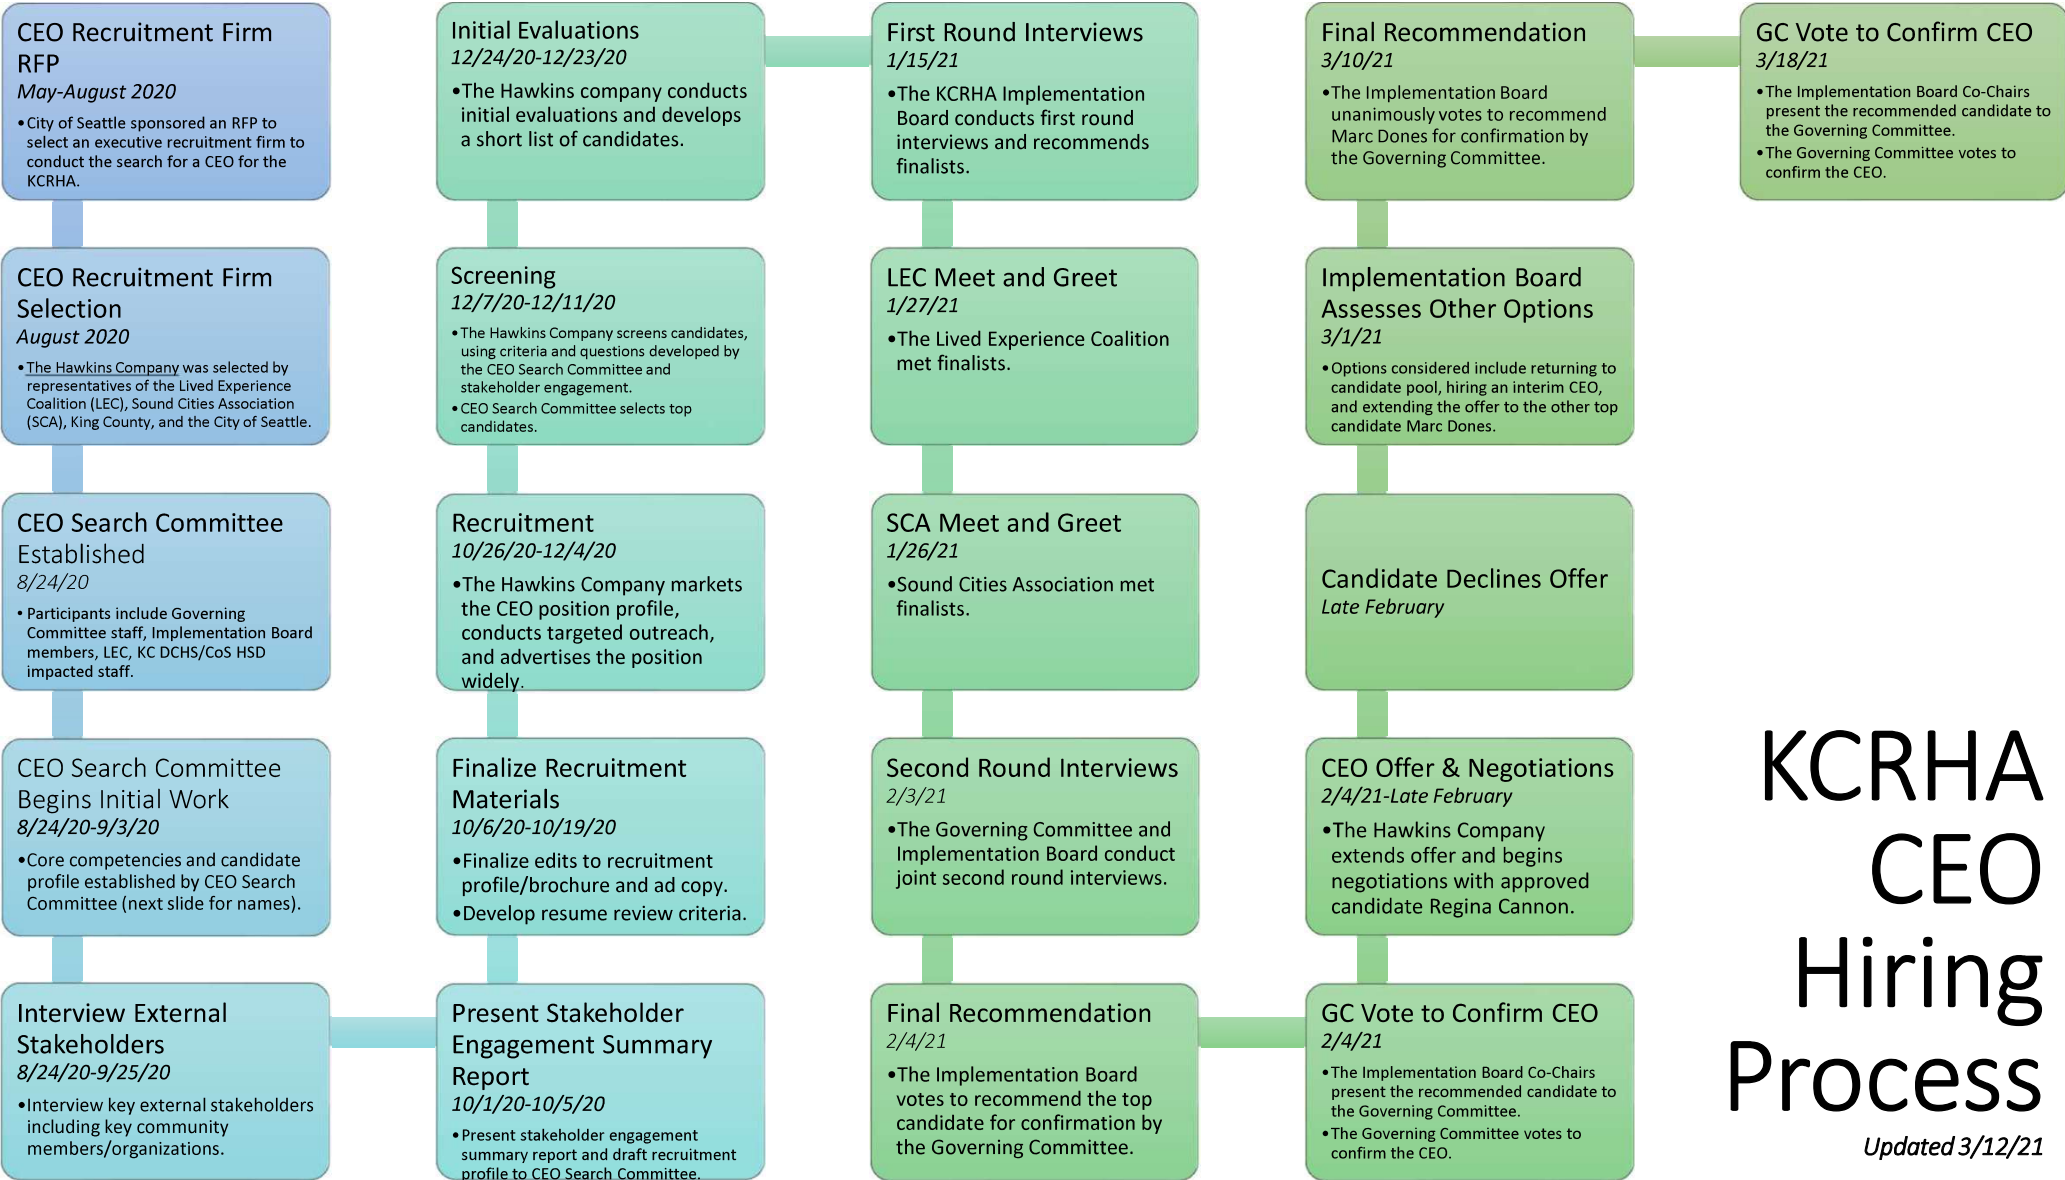 CEO Recruitment Firm
RFP
May-August 2020
•City of Seattle sponsored an RFP to
select an executive recruitment firm to
conduct the search for a CEO for the
KCRHA.
CEO Recruitment Firm
Selection
August 2020
•The Hawkins Company was selected by
representatives of the Lived Experience
Coalition (LEC), Sound Cities Association
(SCA), King County, and the City of Seattle.
CEO Search Committee
Established
8/24/20
•Participants include Governing
Committee staff, Implementation Board
members, LEC, KC DCHS/CoS HSD
impacted staff.
CEO Search Committee
Begins Initial Work
8/24/20-9/3/20
•Core competencies and candidate
profile established by CEO Search
Committee (next slide for names).
Interview External
Stakeholders
8/24/20-9/25/20
•Interview key external stakeholders
including key community
members/organizations.
Present Stakeholder
Engagement Summary
Report
10/1/20-10/5/20
•Present stakeholder engagement
summary report and draft recruitment
profile to CEO Search Committee.
Finalize Recruitment
Materials
10/6/20-10/19/20
•Finalize edits to recruitment
profile/brochure and ad copy.
•Develop resume review criteria.
Recruitment
10/26/20-12/4/20
•The Hawkins Company markets
the CEO position profile,
conducts targeted outreach,
and advertises the position
widely.
Screening
12/7/20-12/11/20
•The Hawkins Company screens candidates,
using criteria and questions developed by
the CEO Search Committee and
stakeholder engagement.
•CEO Search Committee selects top
candidates.
Initial Evaluations
12/24/20-12/23/20
•The Hawkins company conducts
initial evaluations and develops
a short list of candidates.
First Round Interviews
1/15/21
•The KCRHA Implementation
Board conducts first round
interviews and recommends
finalists.
LEC Meet and Greet
1/27/21
•The Lived Experience Coalition
met finalists.
SCA Meet and Greet
1/26/21
•Sound Cities Association met
finalists.
Second Round Interviews
2/3/21
•The Governing Committee and
Implementation Board conduct
joint second round interviews.
Final Recommendation
2/4/21
•The Implementation Board
votes to recommend the top
candidate for confirmation by
the Governing Committee.
GC Vote to Confirm CEO
2/4/21
•The Implementation Board Co-Chairs
present the recommended candidate to
the Governing Committee.
•The Governing Committee votes to
confirm the CEO.
CEO Offer & Negotiations
2/4/21-Late February
•The Hawkins Company
extends offer and begins
negotiations with approved
candidate Regina Cannon.
Candidate Declines Offer
Late February
Implementation Board
Assesses Other Options
3/1/21
•Options considered include returning to
candidate pool, hiring an interim CEO,
and extending the offer to the other top
candidate Marc Dones.
Final Recommendation
3/10/21
•The Implementation Board
unanimously votes to recommend
Marc Dones for confirmation by
the Governing Committee.
GC Vote to Confirm CEO
3/18/21
•The Implementation Board Co-Chairs
present the recommended candidate to
the Governing Committee.
•The Governing Committee votes to
confirm the CEO.
KCRHA
CEO
Hiring
Process
Updated 3/12/21